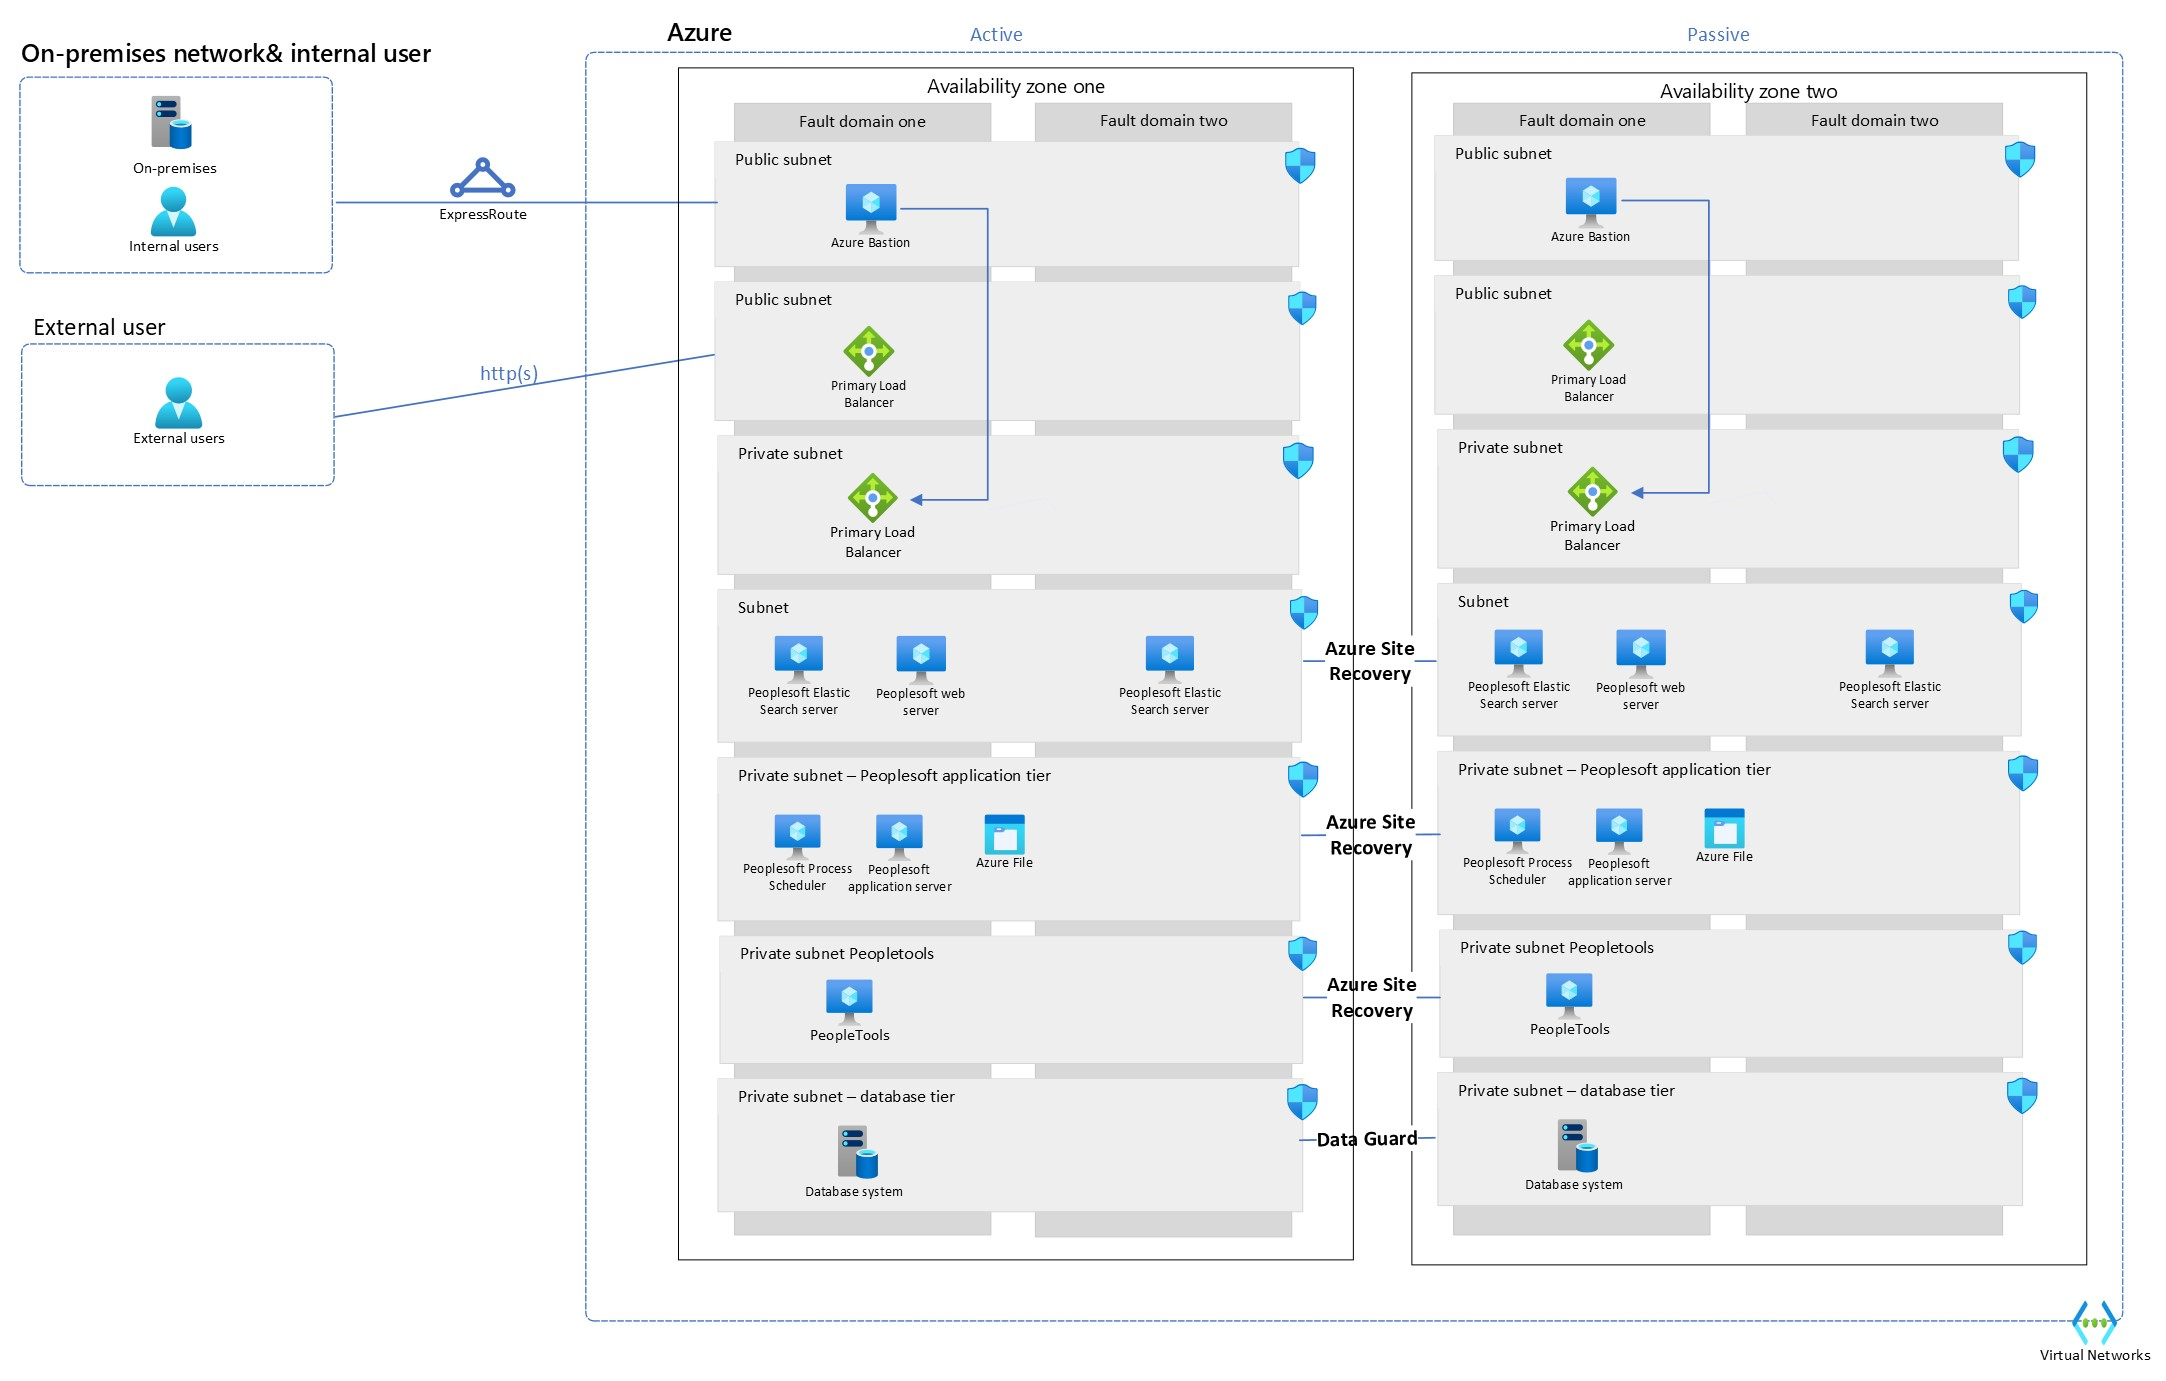 Azure
Active
Passive
On-premises network& internal user
On-premises
Internal users
ExpressRoute
External user
External users
http(s)
Availability zone one
Fault domain one
Fault domain two
Public subnet
Azure Bastion
Public subnet
Primary Load
Balancer
Private subnet
Primary Load
Balancer
Subnet
Peoplesoft Elastic
Search server
Peoplesoft web
server
Peoplesoft Elastic
Search server
Private subnet – Peoplesoft application tier
Peoplesoft Process
Scheduler
Peoplesoft
application server
Azure File
Private subnet Peopletools
PeopleTools
Private subnet – database tier
Database system
Azure Site
Recovery
Azure Site
Recovery
Azure Site
Recovery
Data Guard
Availability zone two
Fault domain one
Fault domain two
Public subnet
Azure Bastion
Public subnet
Primary Load
Balancer
Private subnet
Primary Load
Balancer
Subnet
Peoplesoft Elastic
Search server
Peoplesoft web
server
Peoplesoft Elastic
Search server
Private subnet – Peoplesoft application tier
Peoplesoft Process
Scheduler
Peoplesoft
application server
Azure File
Private subnet Peopletools
PeopleTools
Private subnet – database tier
Database system
Virtual Networks